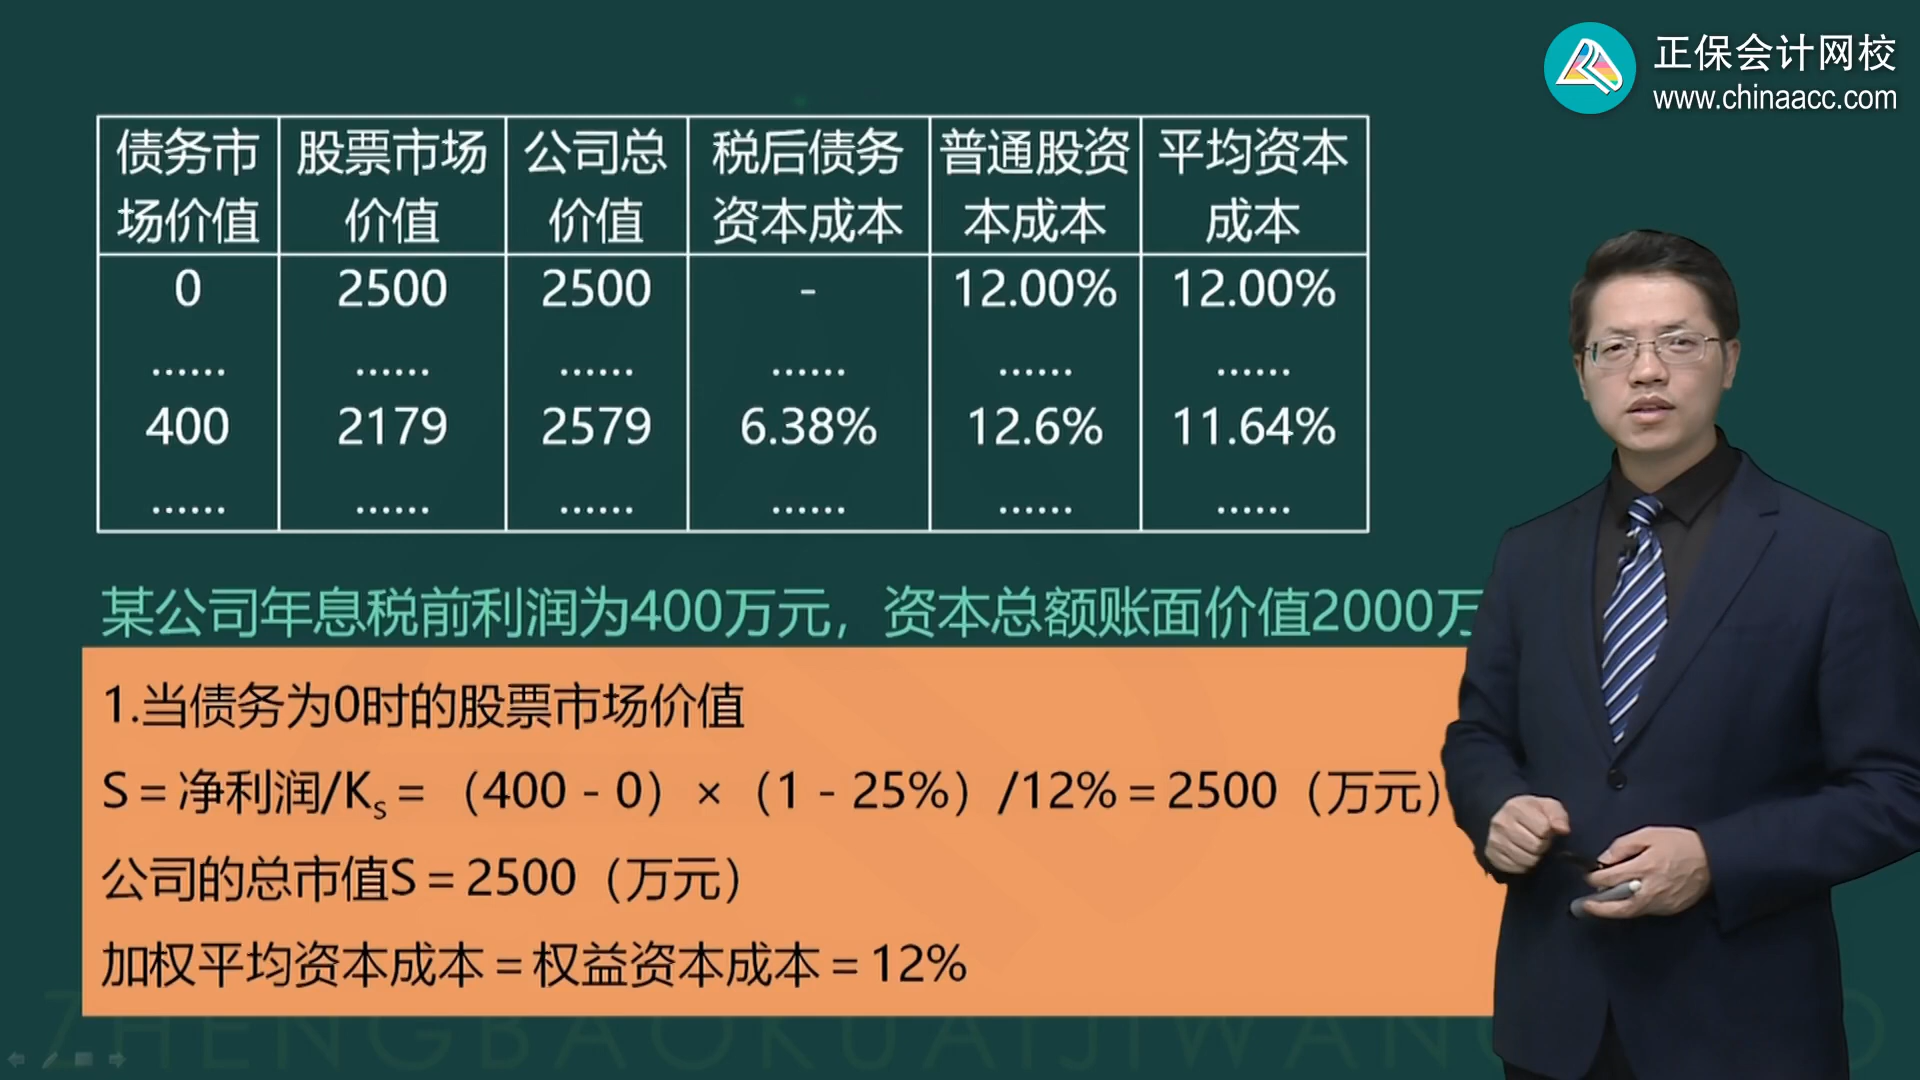 正保会计网校
www.chinaacc.com
债务市场价值 股票市场价值 公司总价值 税后债务资本成本 普通股资本成本 平均资本成本
0 2500 2500 - 12.00% 12.00%
...... ...... ...... ...... ...... ......
400 2179 2579 6.38% 12.6% 11.64%
...... ...... ...... ...... ...... ......
某公司年息税前利润为400万元，资本总额账面价值2000万
1.当债务为0时的股票市场价值
S=净利润/Ks=（400-0）×（1-25%）/12%=2500（万元）
公司的总市值S=2500（万元）
加权平均资本成本=权益资本成本=12%